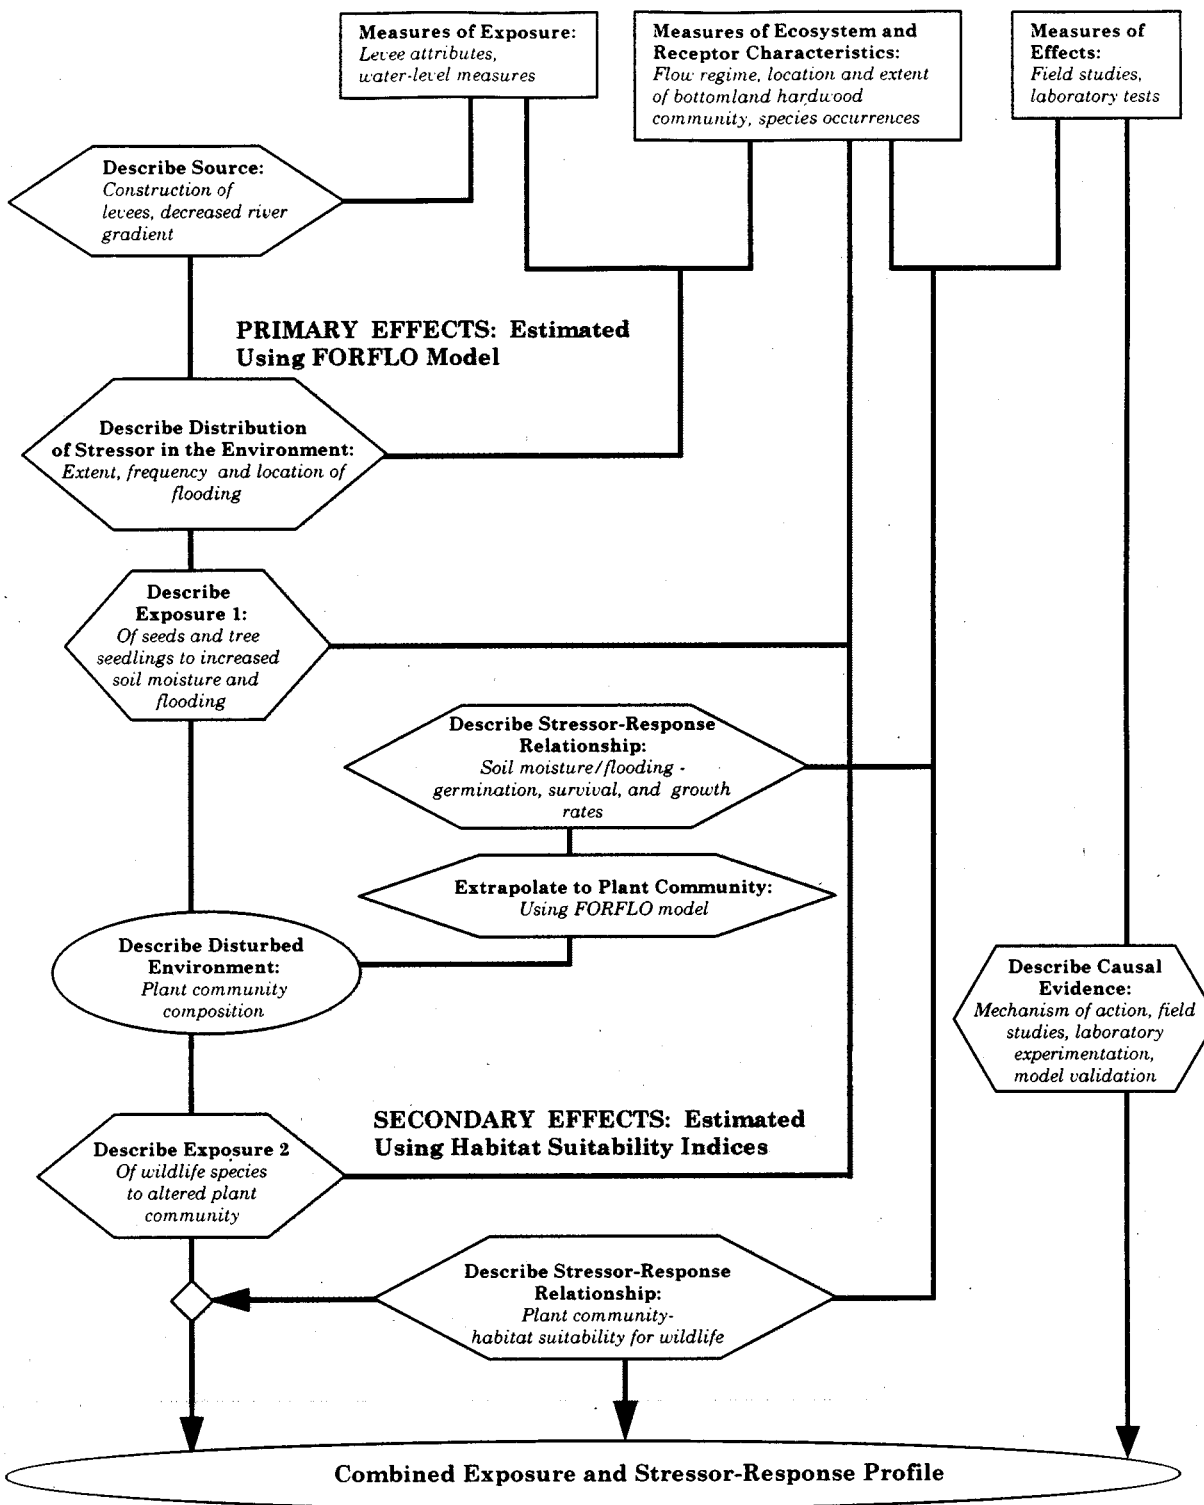 Measures of Exposure:
Levee attributes,
water-level measures
Measures of Ecosystem and
Receptor Characteristics:
Flow regime, location and extent
of bottomland hardwood
community, species occurrences
Measures of
Effects:
Field studies,
laboratory tests
Describe Source:
Construction of
levees, decreased river
gradient
PRIMARY EFFECTS: Estimated
Using FORFLO Model
Describe Distribution
of Stressor in the Environment:
Extent, frequency and location of
flooding
Describe
Exposure 1:
Of seeds and tree
seedlings to increased
soil moisture and
flooding
Describe Stressor-Response
Relationship:
Soil moisture/flooding -
germination, survival, and growth
rates
Extrapolate to Plant Community:
Using FORFLO model
Describe Disturbed
Environment:
Plant community
composition
Describe Causal
Evidence:
Mechanism of action, field
studies, laboratory
experimentation,
model validation
SECONDARY EFFECTS: Estimated
Using Habitat Suitability Indices
Describe Exposure 2
Of wildlife species
to altered plant
community
Describe Stressor-Response
Relationship:
Plant community-
habitat suitability for wildlife
Combined Exposure and Stressor-Response Profile